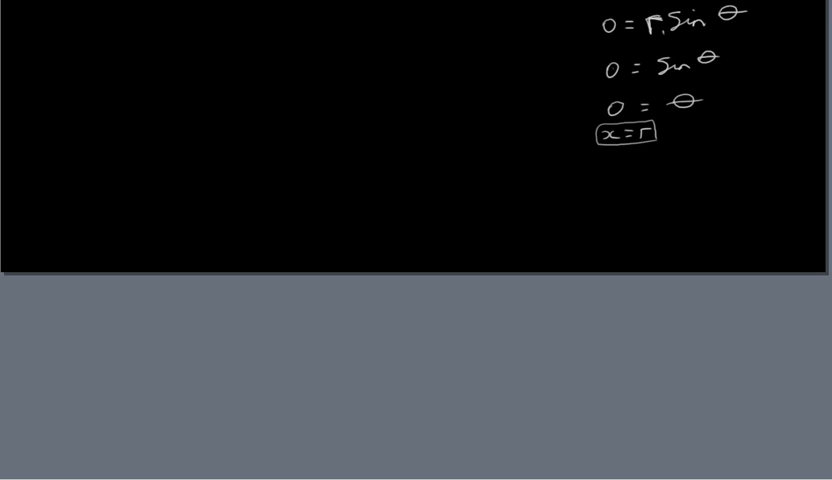 0 = r. sin θ
0 = sin θ
0 = θ
x = r